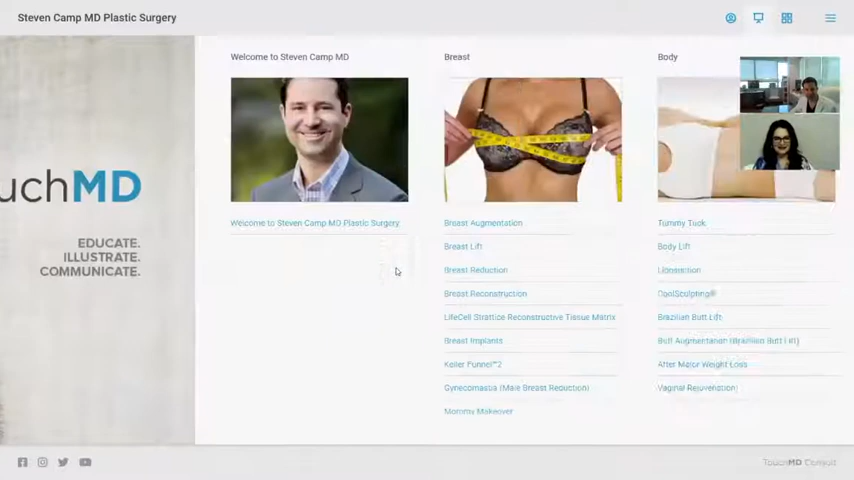 Steven Camp MD Plastic Surgery
uchMD
EDUCATE.
ILLUSTRATE.
COMMUNICATE.
Welcome to Steven Camp MD
Welcome to Steven Camp MD Plastic Surgery
Breast
Breast Augmentation
Breast Lift
Breast Reduction
Breast Reconstruction
LifeCell Strattice Reconstructive Tissue Matrix
Breast Implants
Keller Funnel™2
Gynecomastia (Male Breast Reduction)
Mommy Makeover
Body
Tummy Tuck
Body Lift
Liposuction
CoolSculpting®
Brazilian Butt Lift
Butt Augmentation (Brazilian Butt Lift)
After Major Weight Loss
Vaginal Rejuvenation
TouchMD Consult